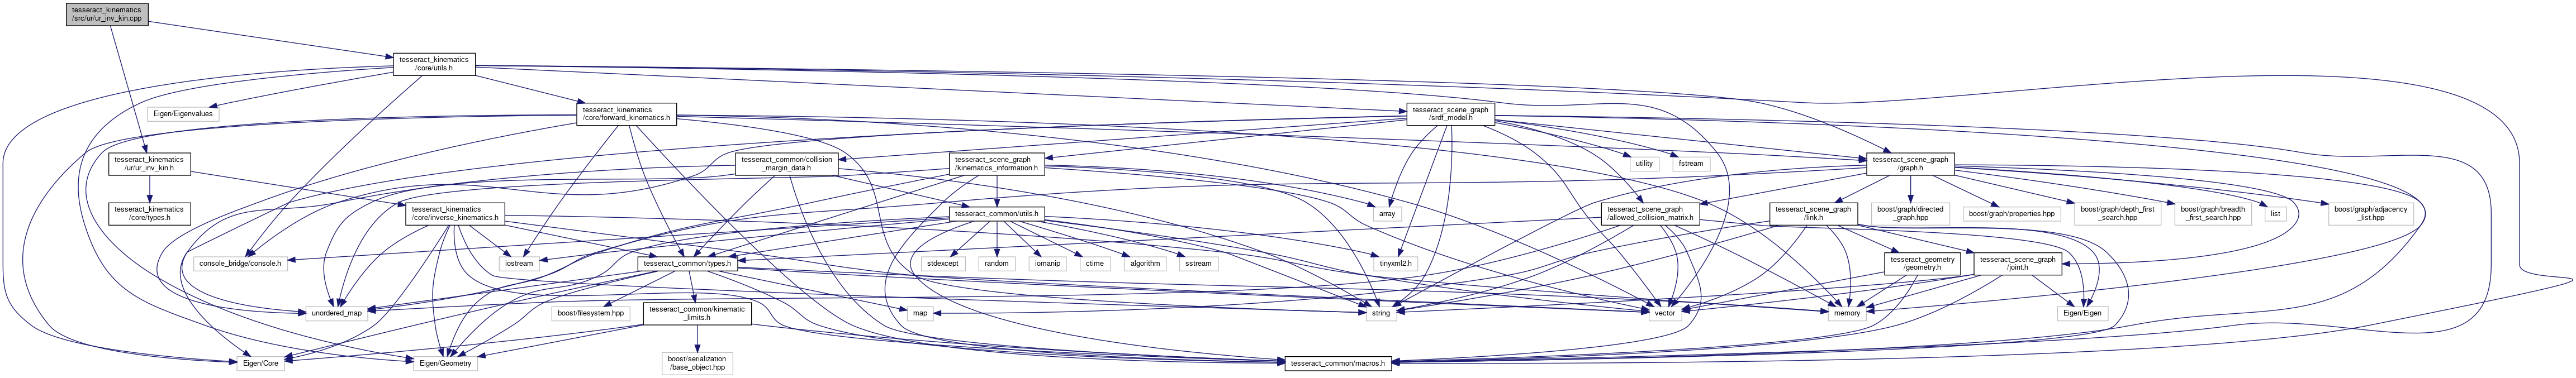 tesseract_kinematics
/src/ur/ur_inv_kin.cpp
tesseract_kinematics
/core/utils.h
Eigen/Eigenvalues
tesseract_kinematics
/core/forward_kinematics.h
tesseract_scene_graph
/srdf_model.h
tesseract_kinematics
/ur/ur_inv_kin.h
tesseract_common/collision
_margin_data.h
tesseract_scene_graph
/kinematics_information.h
utility
fstream
tesseract_scene_graph
/graph.h
tesseract_kinematics
/core/types.h
tesseract_kinematics
/core/inverse_kinematics.h
tesseract_common/utils.h
array
tesseract_scene_graph
/allowed_collision_matrix.h
tesseract_scene_graph
/link.h
boost/graph/directed
_graph.hpp
boost/graph/properties.hpp
boost/graph/depth_first
_search.hpp
boost/graph/breadth
_first_search.hpp
list
boost/graph/adjacency
_list.hpp
console_bridge/console.h
iostream
tesseract_common/types.h
stdexcept
random
iomanip
ctime
algorithm
sstream
tinyxml2.h
tesseract_geometry
/geometry.h
tesseract_scene_graph
/joint.h
unordered_map
boost/filesystem.hpp
tesseract_common/kinematic
_limits.h
map
string
vector
memory
Eigen/Eigen
Eigen/Core
Eigen/Geometry
boost/serialization
/base_object.hpp
tesseract_common/macros.h